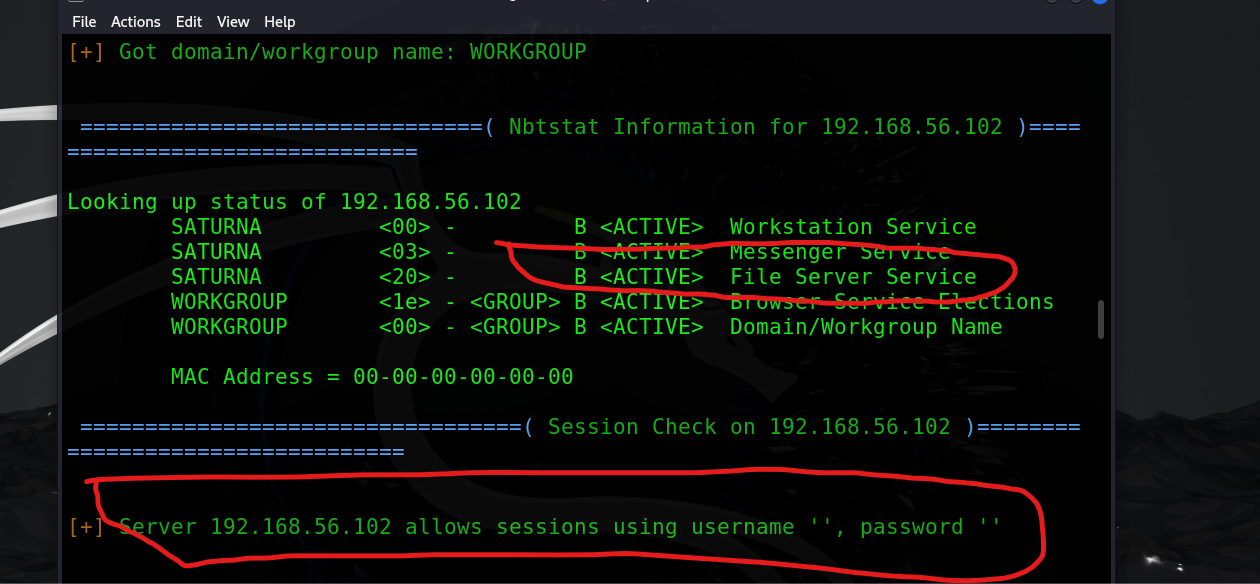 File Actions Edit View Help
[+] Got domain/workgroup name: WORKGROUP
===============================( Nbtstat Information for 192.168.56.102 )====
===========================
Looking up status of 192.168.56.102
SATURNA <00> - B <ACTIVE> Workstation Service
SATURNA <03> - B <ACTIVE> Messenger Service
SATURNA <20> - B <ACTIVE> File Server Service
WORKGROUP <1e> - <GROUP> B <ACTIVE> Browser Service Elections
WORKGROUP <00> - <GROUP> B <ACTIVE> Domain/Workgroup Name
MAC Address = 00-00-00-00-00-00
==================================( Session Check on 192.168.56.102 )========
==========================
[+] Server 192.168.56.102 allows sessions using username '', password ''